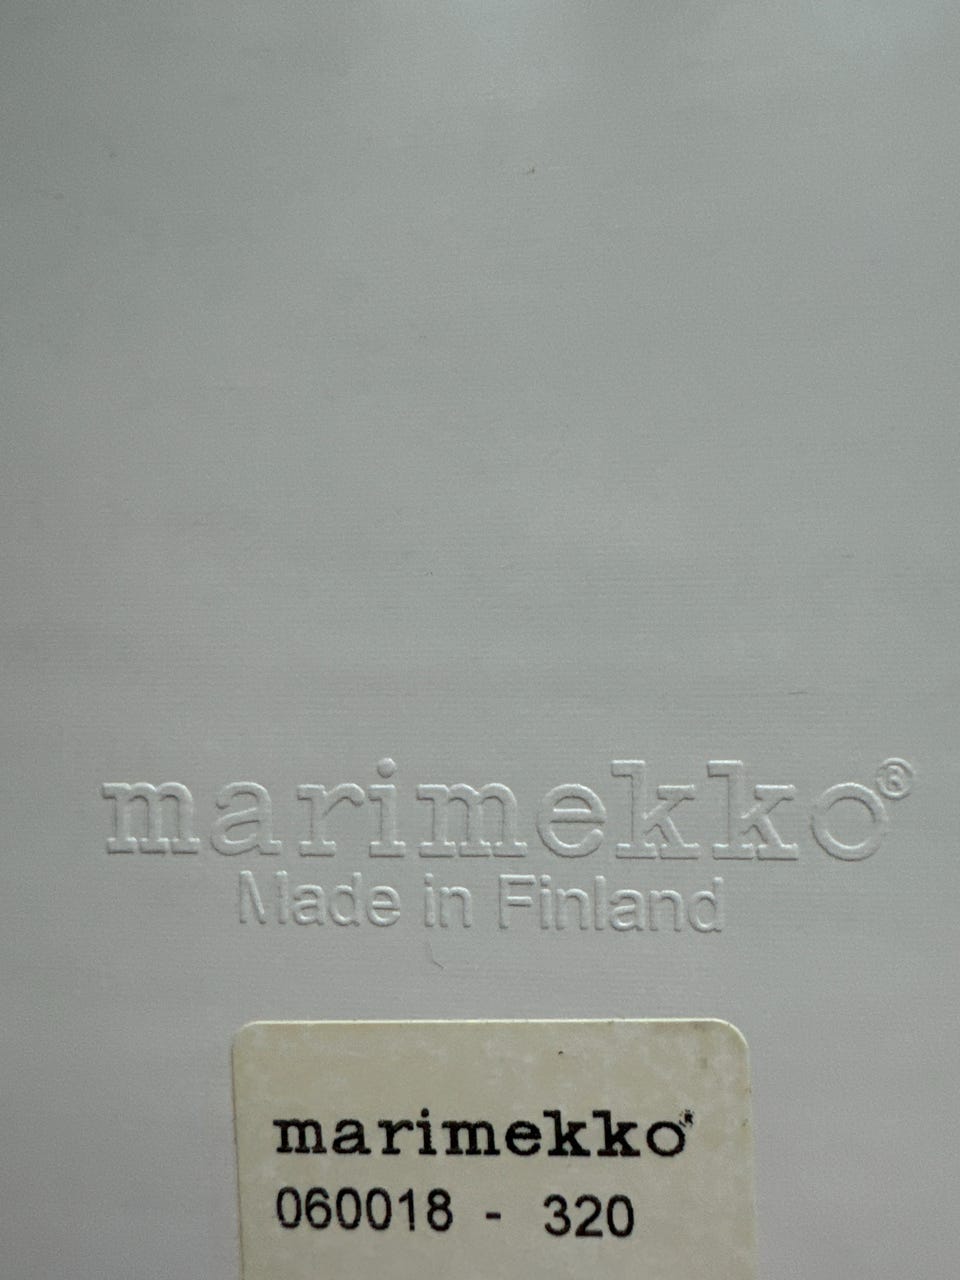 marimekko®
Made in Finland
marimekko®
060018 - 320